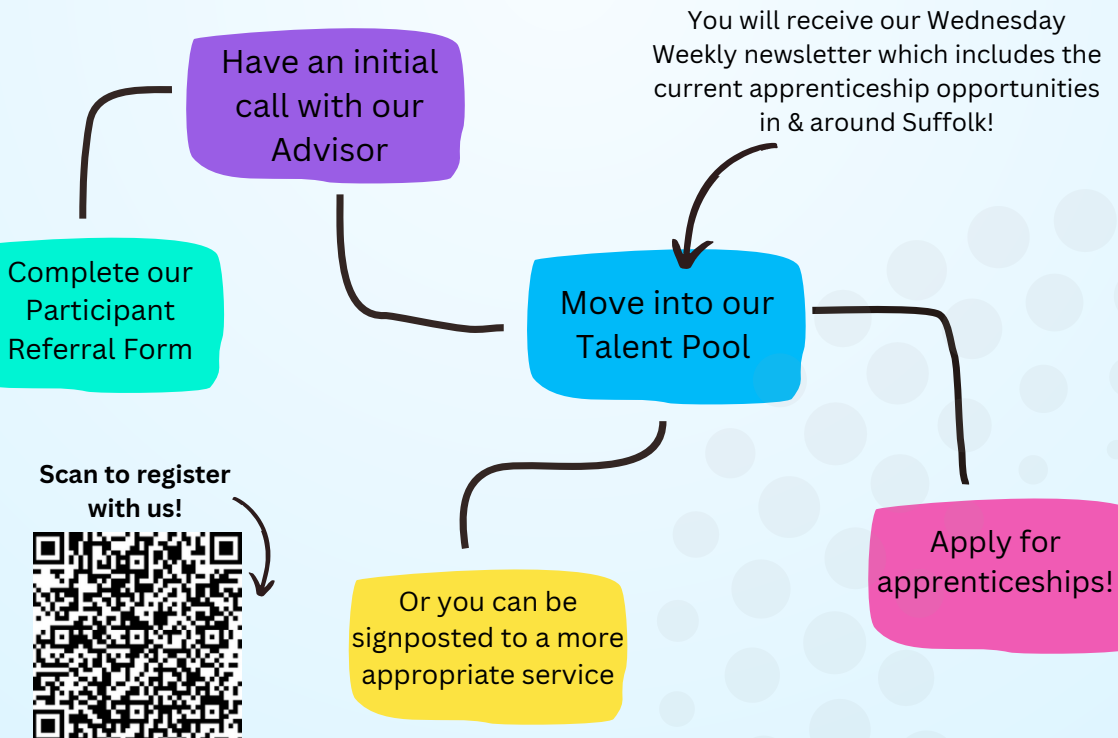 Have an initial
call with our
Advisor
You will receive our Wednesday
Weekly newsletter which includes the
current apprenticeship opportunities
in & around Suffolk!
Complete our
Participant
Referral Form
Move into our
Talent Pool
Scan to register
with us!
Or you can be
signposted to a more
appropriate service
Apply for
apprenticeships!